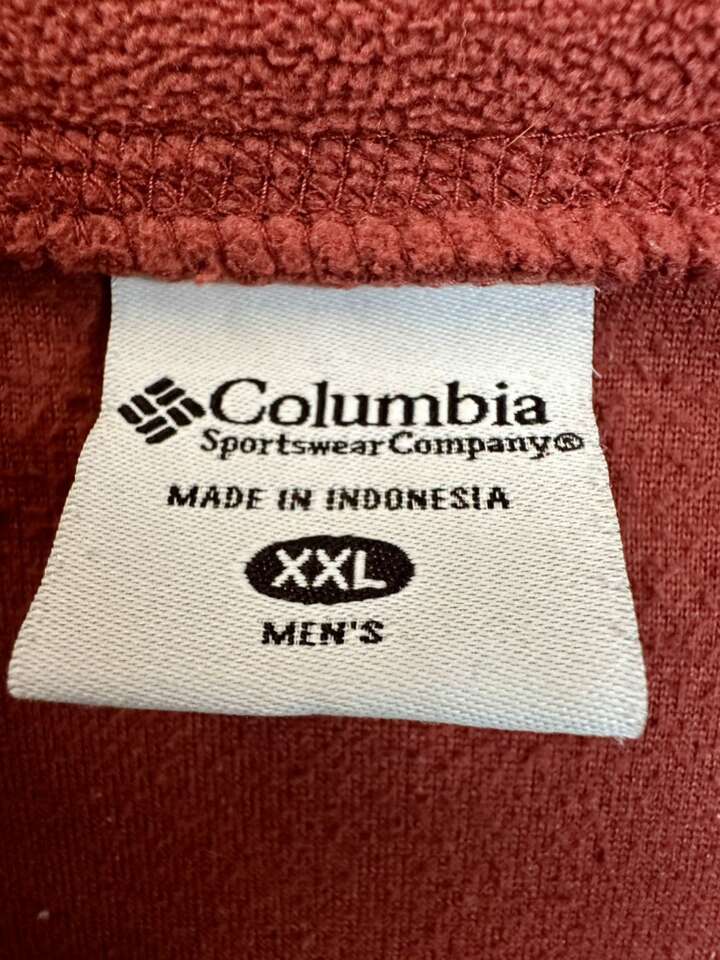 Columbia
Sportswear Company®
MADE IN INDONESIA
XXL
MEN'S